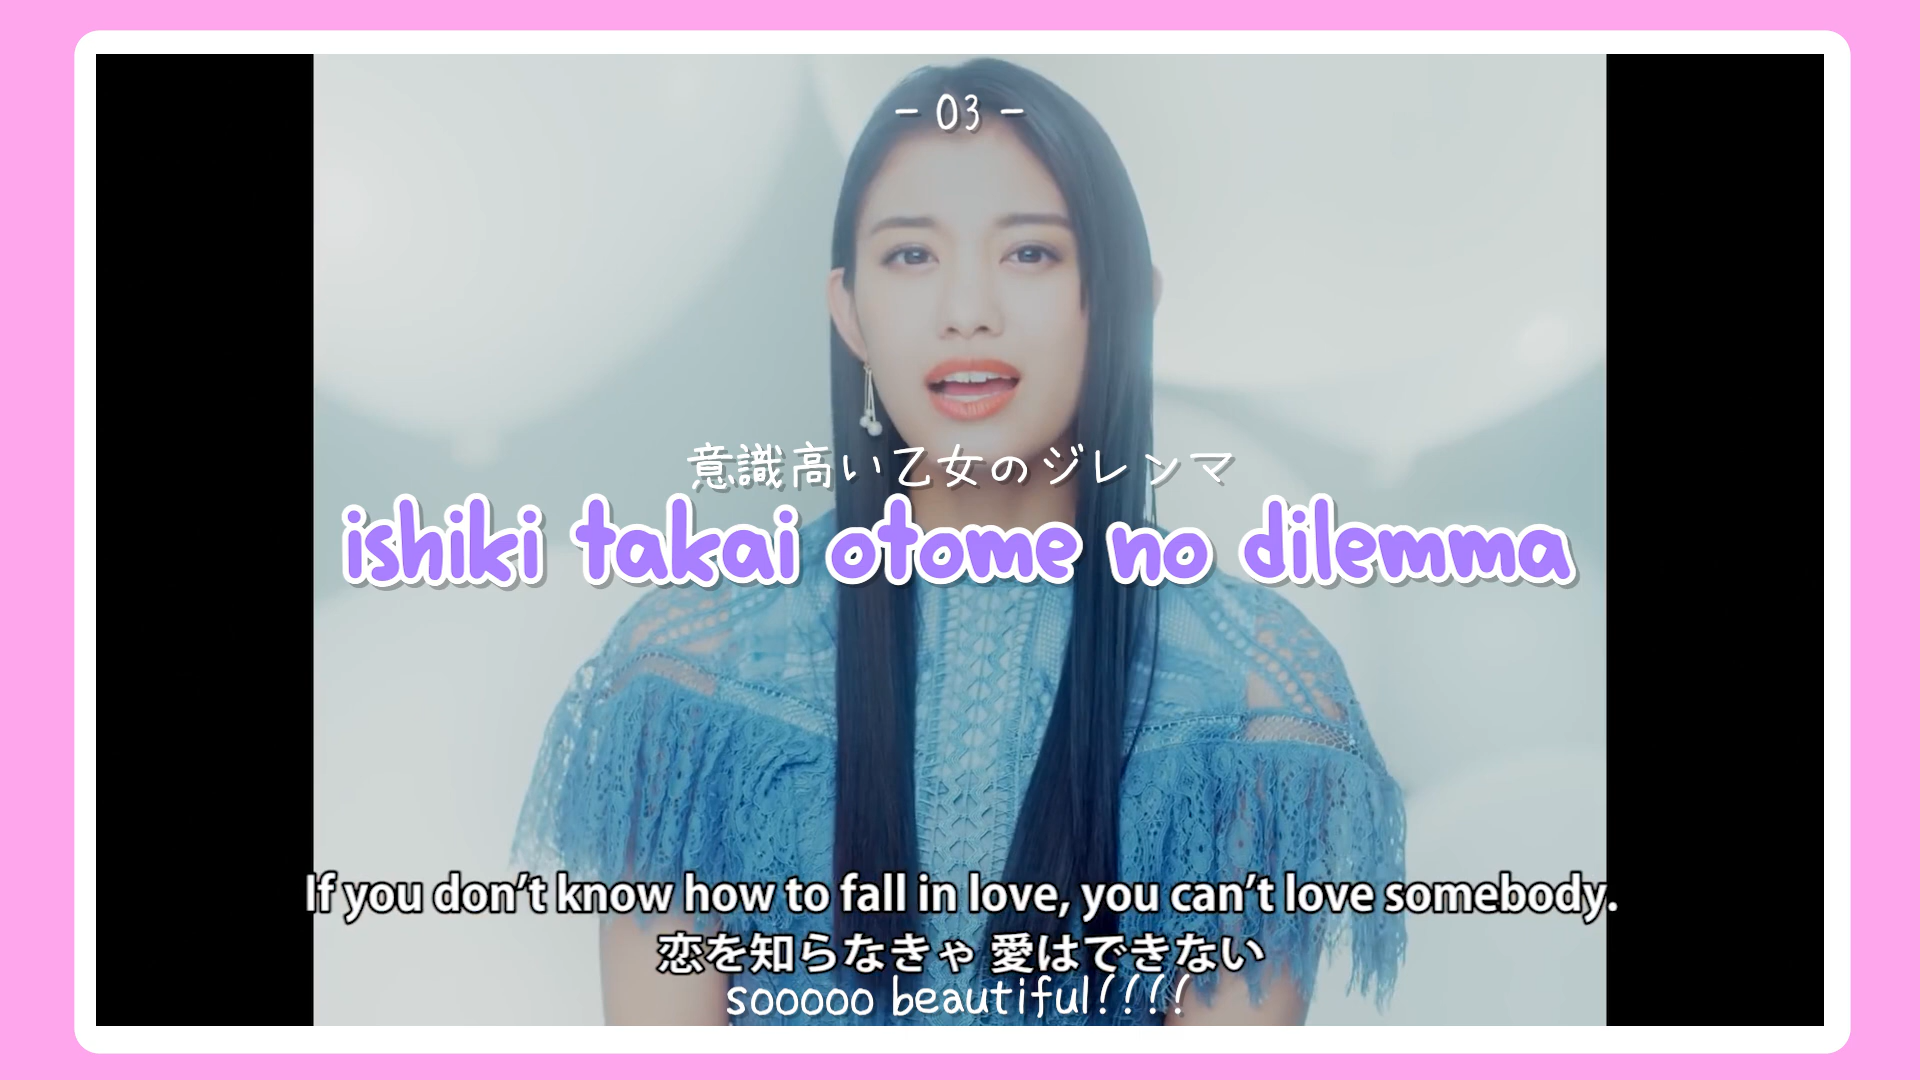 - 03 -
意識高い乙女のジレンマ
ishiki takai otome no dilemma
If you don't know how to fall in love, you can't love somebody.
恋を知らなきゃ 愛はできない
sooooo beautiful!!!!